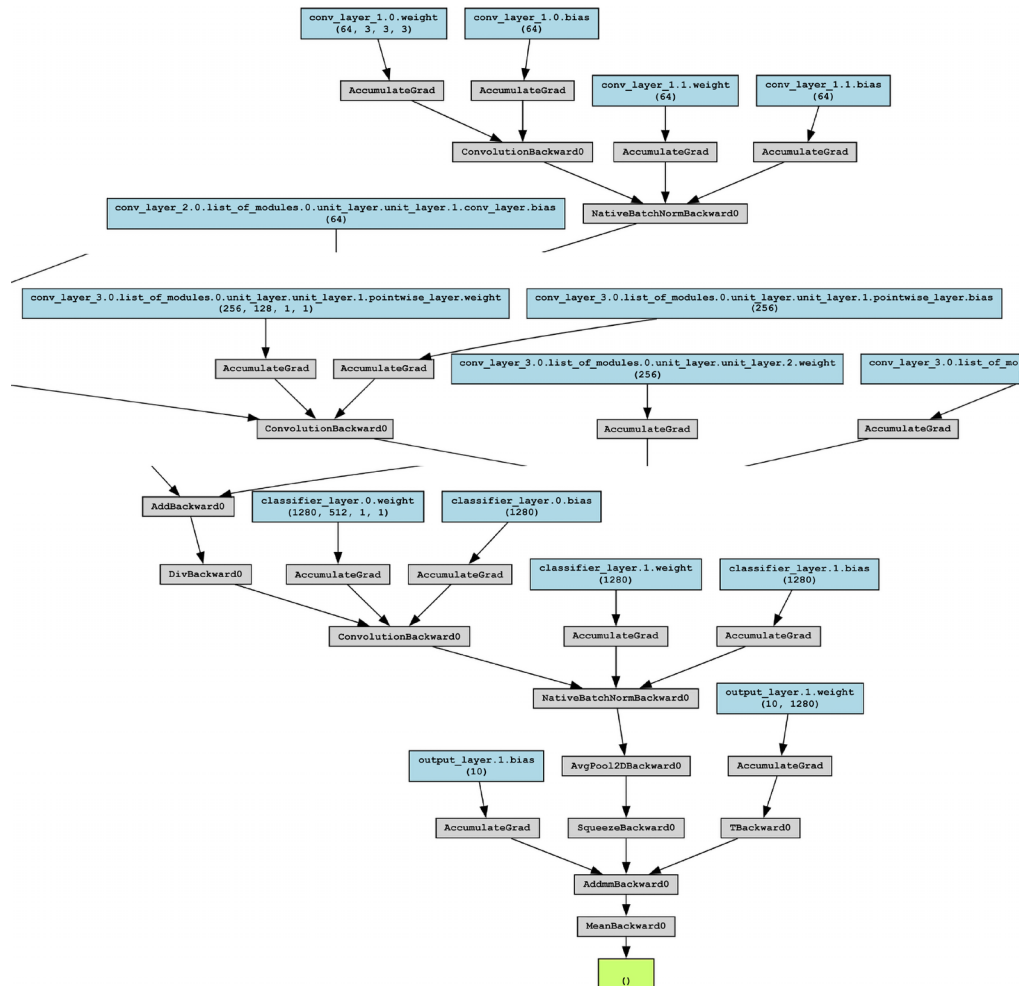 conv_layer_1.0.weight
(64, 3, 3, 3)
conv_layer_1.0.bias
(64)
AccumulateGrad
AccumulateGrad
conv_layer_1.1.weight
(64)
conv_layer_1.1.bias
(64)
ConvolutionBackward0
AccumulateGrad
AccumulateGrad
conv_layer_2.0.list_of_modules.0.unit_layer.unit_layer.1.conv_layer.bias
(64)
NativeBatchNormBackward0
conv_layer_3.0.list_of_modules.0.unit_layer.unit_layer.1.pointwise_layer.weight
(256, 128, 1, 1)
conv_layer_3.0.list_of_modules.0.unit_layer.unit_layer.1.pointwise_layer.bias
(256)
AccumulateGrad
AccumulateGrad
conv_layer_3.0.list_of_modules.0.unit_layer.unit_layer.2.weight
(256)
conv_layer_3.0.list_of_mo
ConvolutionBackward0
AccumulateGrad
AccumulateGrad
AddBackward0
classifier_layer.0.weight
(1280, 512, 1, 1)
classifier_layer.0.bias
(1280)
DivBackward0
AccumulateGrad
AccumulateGrad
classifier_layer.1.weight
(1280)
classifier_layer.1.bias
(1280)
ConvolutionBackward0
AccumulateGrad
AccumulateGrad
NativeBatchNormBackward0
output_layer.1.weight
(10, 1280)
output_layer.1.bias
(10)
AvgPool2DBackward0
AccumulateGrad
AccumulateGrad
SqueezeBackward0
TBackward0
AddmmBackward0
MeanBackward0
()